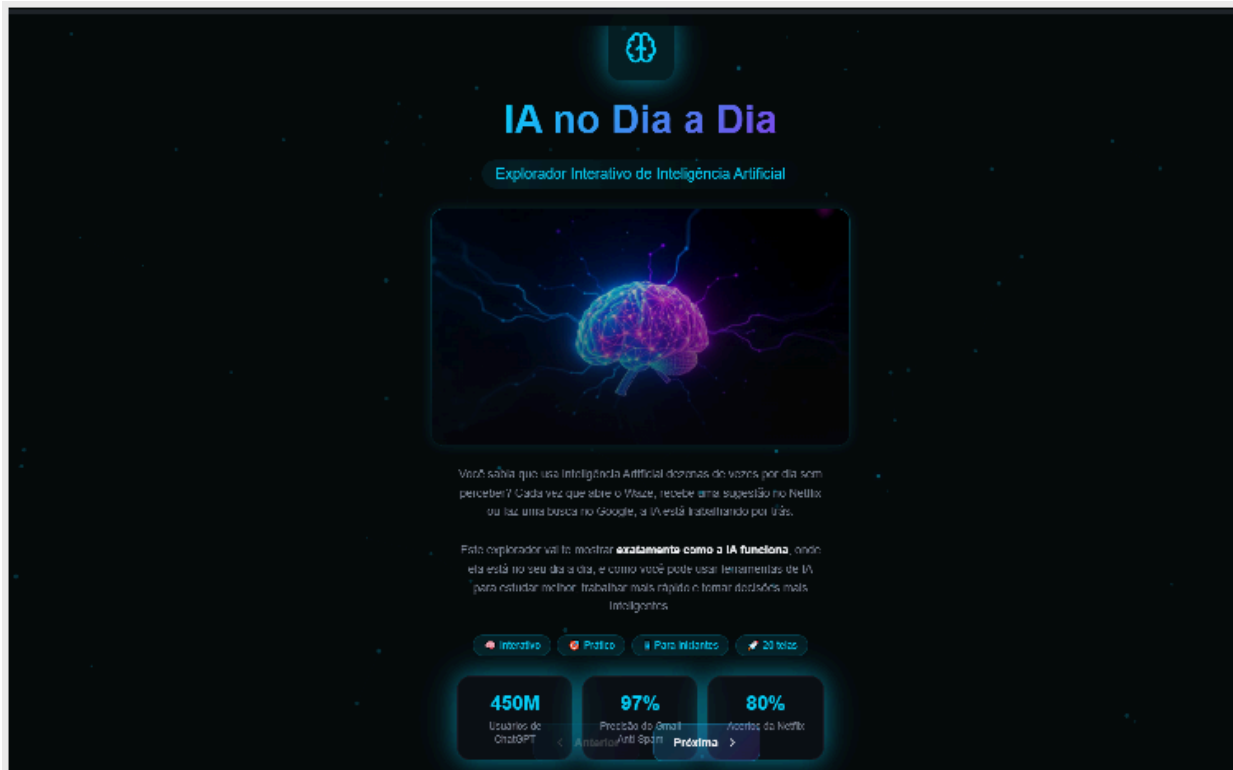 IA no Dia a Dia
Explorador Interativo de Inteligência Artificial
Você sabia que usa Inteligência Artificial dezenas de vezes por dia sem
perceber? Cada vez que abre o Waze, recebe uma sugestão no Netflix
ou faz uma busca no Google, a IA está trabalhando por trás.
Este explorador vai te mostrar exatamente como a IA funciona, onde
ela está no seu dia a dia, e como você pode usar ferramentas de IA
para estudar melhor, trabalhar mais rápido e tomar decisões mais
inteligentes
Interativo
Prático
Para Iniciantes
20 telas
450M
97%
80%
Usuários de
ChatGPT
Precisão do Gmail
Anti Spam
Acertos da Netflix
Anterior
Próxima